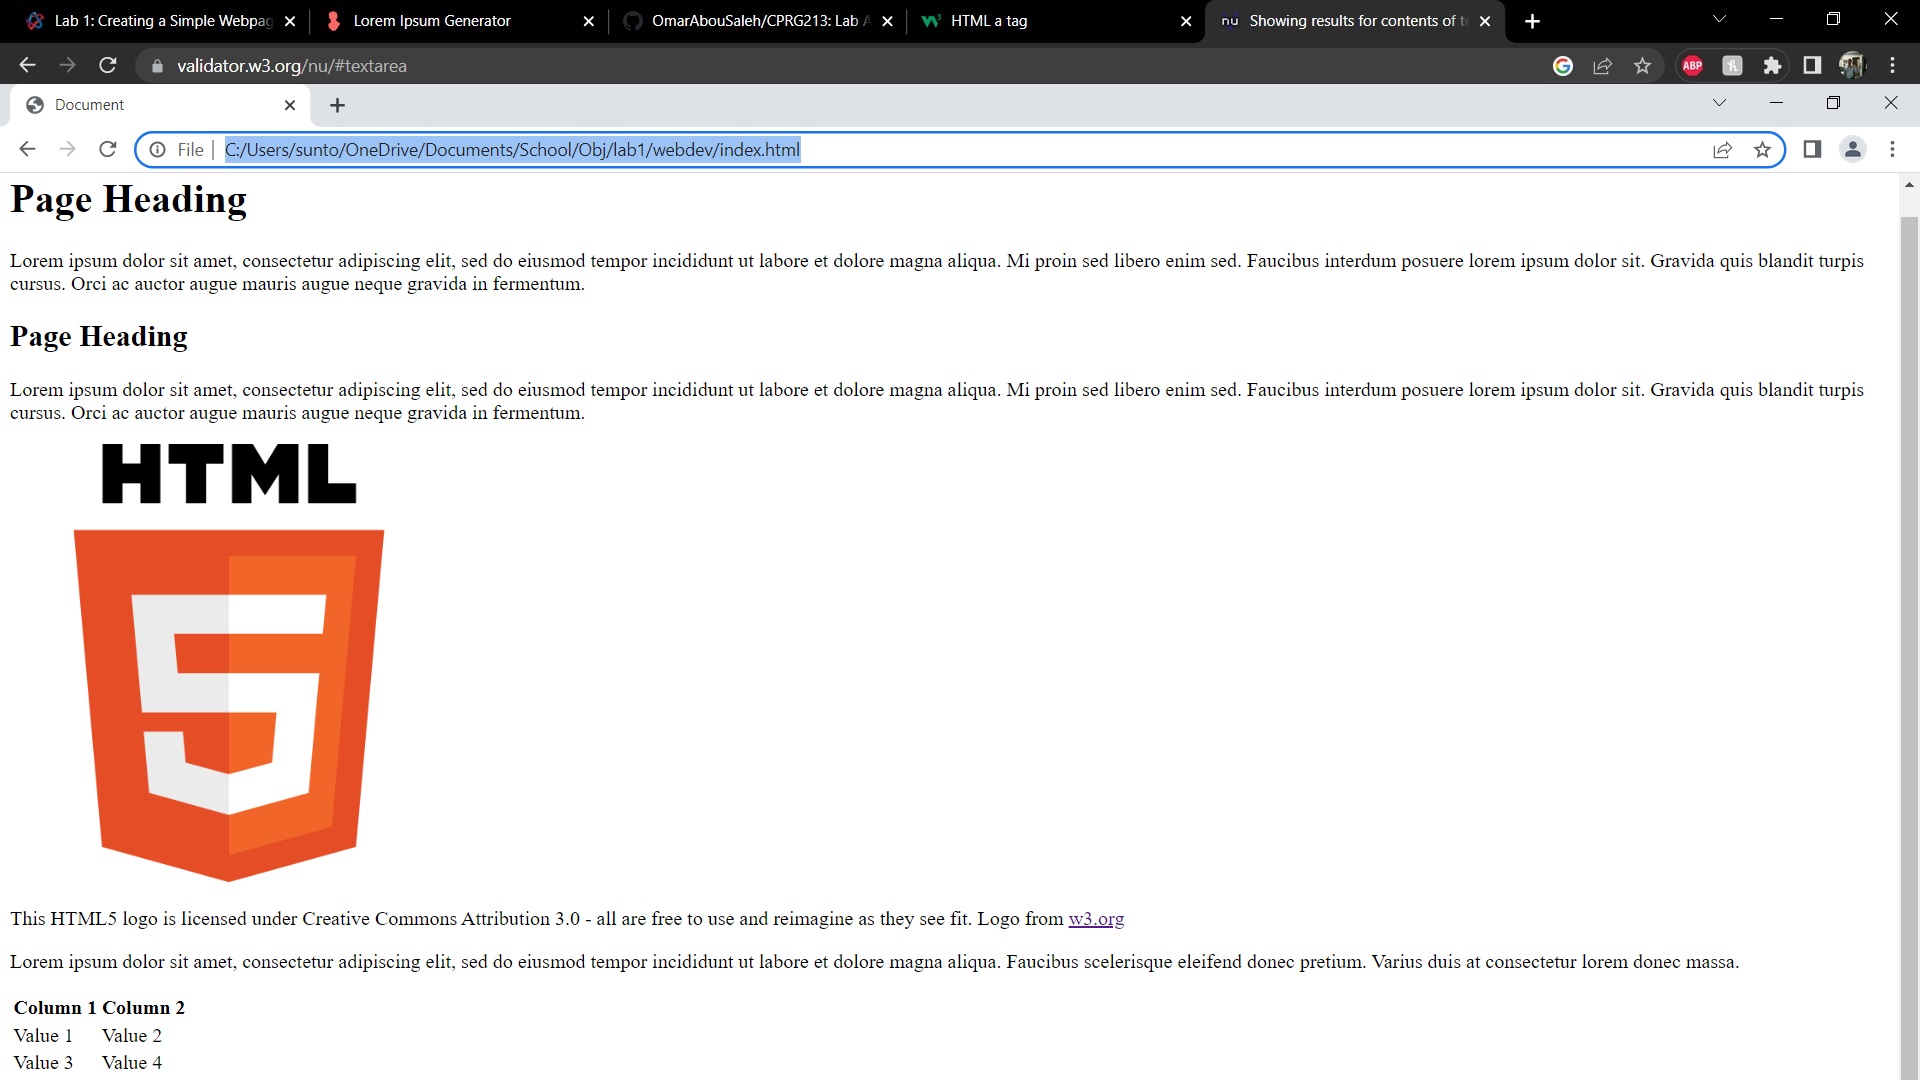 Lab 1: Creating a Simple Webpag
Lorem Ipsum Generator
OmarAbouSaleh/CPRG213: Lab A
HTML a tag
nu Showing results for contents of te
validator.w3.org/nu/#textarea
ABP
Document
File C:/Users/sunto/OneDrive/Documents/School/Obj/lab1/webdev/index.html
Page Heading
Lorem ipsum dolor sit amet, consectetur adipiscing elit, sed do eiusmod tempor incididunt ut labore et dolore magna aliqua. Mi proin sed libero enim sed. Faucibus interdum posuere lorem ipsum dolor sit. Gravida quis blandit turpis
cursus. Orci ac auctor augue mauris augue neque gravida in fermentum.
Page Heading
Lorem ipsum dolor sit amet, consectetur adipiscing elit, sed do eiusmod tempor incididunt ut labore et dolore magna aliqua. Mi proin sed libero enim sed. Faucibus interdum posuere lorem ipsum dolor sit. Gravida quis blandit turpis
cursus. Orci ac auctor augue mauris augue neque gravida in fermentum.
HTML
5
This HTML5 logo is licensed under Creative Commons Attribution 3.0 - all are free to use and reimagine as they see fit. Logo from w3.org
Lorem ipsum dolor sit amet, consectetur adipiscing elit, sed do eiusmod tempor incididunt ut labore et dolore magna aliqua. Faucibus scelerisque eleifend donec pretium. Varius duis at consectetur lorem donec massa.
Column 1 Column 2
Value 1 Value 2
Value 3 Value 4